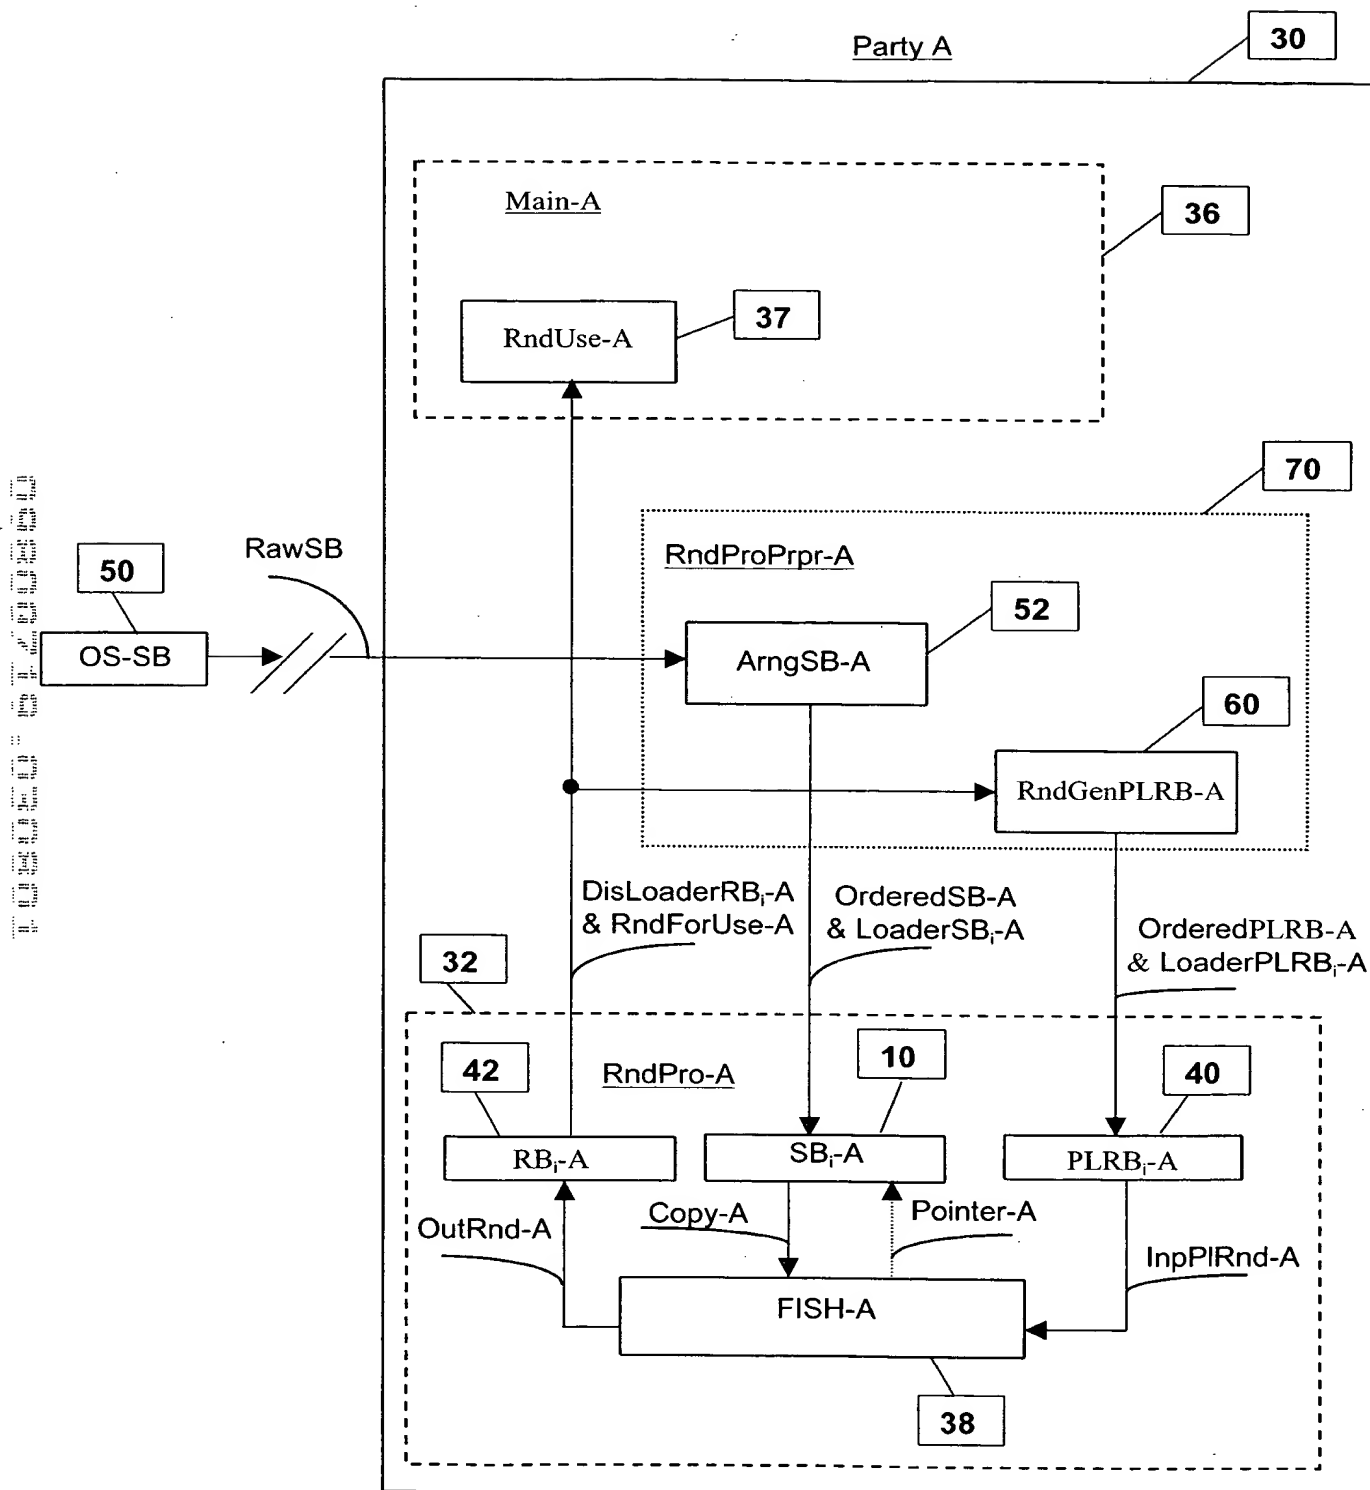 Party A
30
Main-A
36
RndUse-A
37
70
RndProPrpr-A
RawSB
50
OS-SB
52
ArngSB-A
60
RndGenPLRB-A
DisLoaderRBi-A
& RndForUse-A
OrderedSB-A
& LoaderSBi-A
OrderedPLRB-A
& LoaderPLRBi-A
32
42
RndPro-A
10
40
RBi-A
SBi-A
PLRBi-A
OutRnd-A
Copy-A
Pointer-A
InpPlRnd-A
FISH-A
38